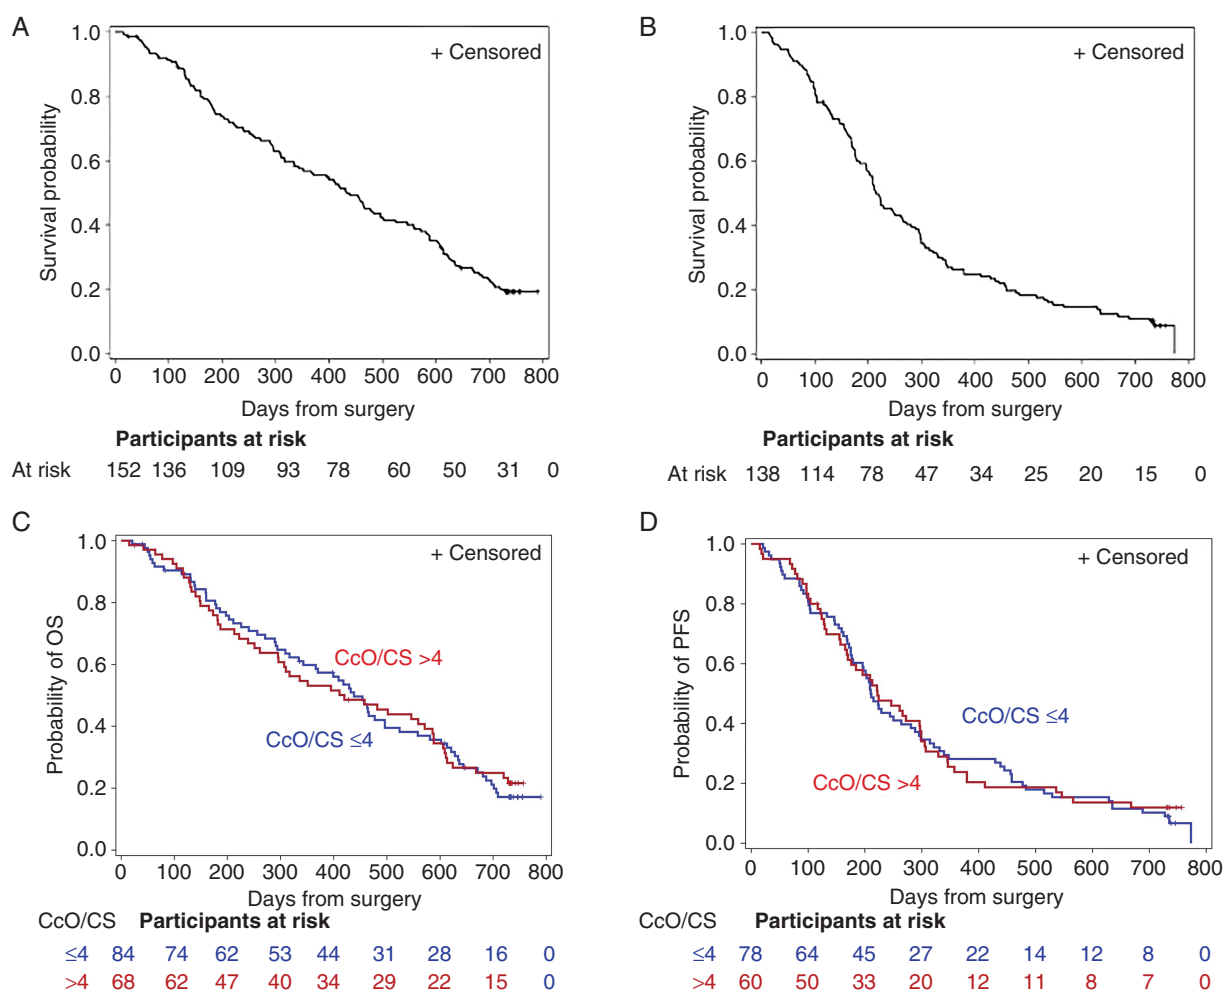 A
+ Censored
Survival probability
1.0
0.8
0.6
0.4
0.2
0.0
0 100 200 300 400 500 600 700 800
Days from surgery
Participants at risk
At risk 152 136 109 93 78 60 50 31 0
B
+ Censored
Survival probability
1.0
0.8
0.6
0.4
0.2
0.0
0 100 200 300 400 500 600 700 800
Days from surgery
Participants at risk
At risk 138 114 78 47 34 25 20 15 0
C
+ Censored
Probability of OS
1.0
0.8
0.6
0.4
0.2
0.0
CcO/CS >4
CcO/CS ≤4
0 100 200 300 400 500 600 700 800
Days from surgery
CcO/CS Participants at risk
≤4 84 74 62 53 44 31 28 16 0
>4 68 62 47 40 34 29 22 15 0
D
+ Censored
Probability of PFS
1.0
0.8
0.6
0.4
0.2
0.0
CcO/CS ≤4
CcO/CS >4
0 100 200 300 400 500 600 700 800
Days from surgery
CcO/CS Participants at risk
≤4 78 64 45 27 22 14 12 8 0
>4 60 50 33 20 12 11 8 7 0